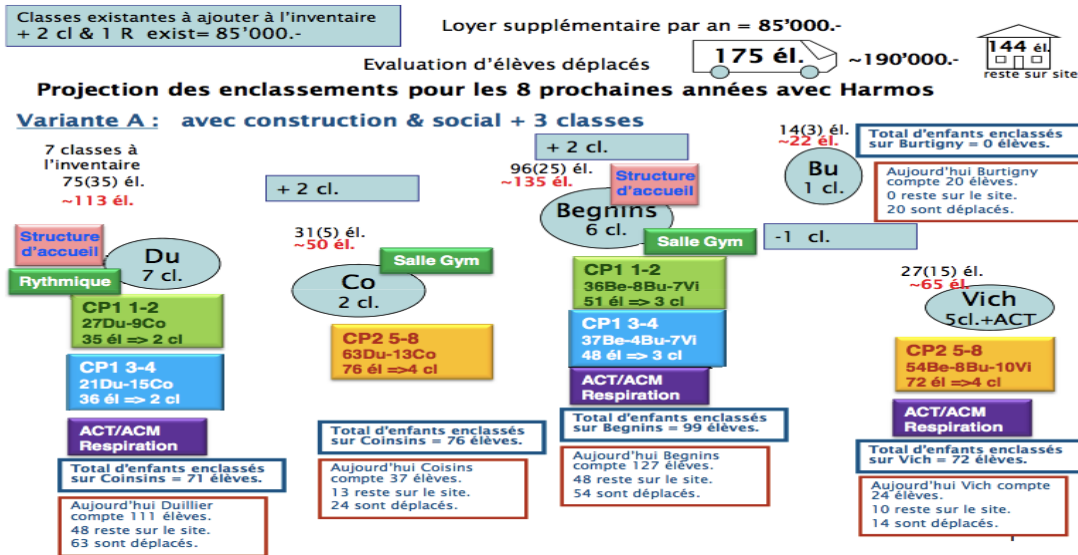 Classes existantes à ajouter à l'inventaire
+ 2 cl & 1 R exist= 85'000.-
Loyer supplémentaire par an = 85'000.-
Evaluation d'élèves déplacés
175 él.
~190'000.-
144 él.
reste sur site
Projection des enclassements pour les 8 prochaines années avec Harmos
Variante A : avec construction & social + 3 classes
7 classes à
l'inventaire
75(35) él.
~113 él.
Structure
d'accueil
Rythmique
Du
7 cl.
CP1 1-2
27Du-9Co
35 él => 2 cl
CP1 3-4
21Du-15Co
36 él => 2 cl
ACT/ACM
Respiration
Total d'enfants enclassés
sur Coinsins = 71 élèves.
Aujourd'hui Duillier
compte 111 élèves.
48 reste sur le site.
63 sont déplacés.
+ 2 cl.
31(5) él.
~50 él.
Salle Gym
Co
2 cl.
CP2 5-8
63Du-13Co
76 él =>4 cl
Total d'enfants enclassés
sur Coinsins = 76 élèves.
Aujourd'hui Coisins
compte 37 élèves.
13 reste sur le site.
24 sont déplacés.
+ 2 cl.
96(25) él.
~135 él.
Structure
d'accueil
Begnins
6 cl.
Salle Gym
CP1 1-2
36Be-8Bu-7Vi
51 él => 3 cl
CP1 3-4
37Be-4Bu-7Vi
48 él => 3 cl
ACT/ACM
Respiration
Total d'enfants enclassés
sur Begnins = 99 élèves.
Aujourd'hui Begnins
compte 127 élèves.
48 reste sur le site.
54 sont déplacés.
14(3) él.
~22 él.
Bu
1 cl.
Total d'enfants enclassés
sur Burtigny = 0 élèves.
Aujourd'hui Burtigny
compte 20 élèves.
0 reste sur le site.
20 sont déplacés.
-1 cl.
27(15) él.
~65 él.
Vich
5cl.+ACT
CP2 5-8
54Be-8Bu-10Vi
72 él =>4 cl
ACT/ACM
Respiration
Total d'enfants enclassés
sur Vich = 72 élèves.
Aujourd'hui Vich compte
24 élèves.
10 reste sur le site.
14 sont déplacés.